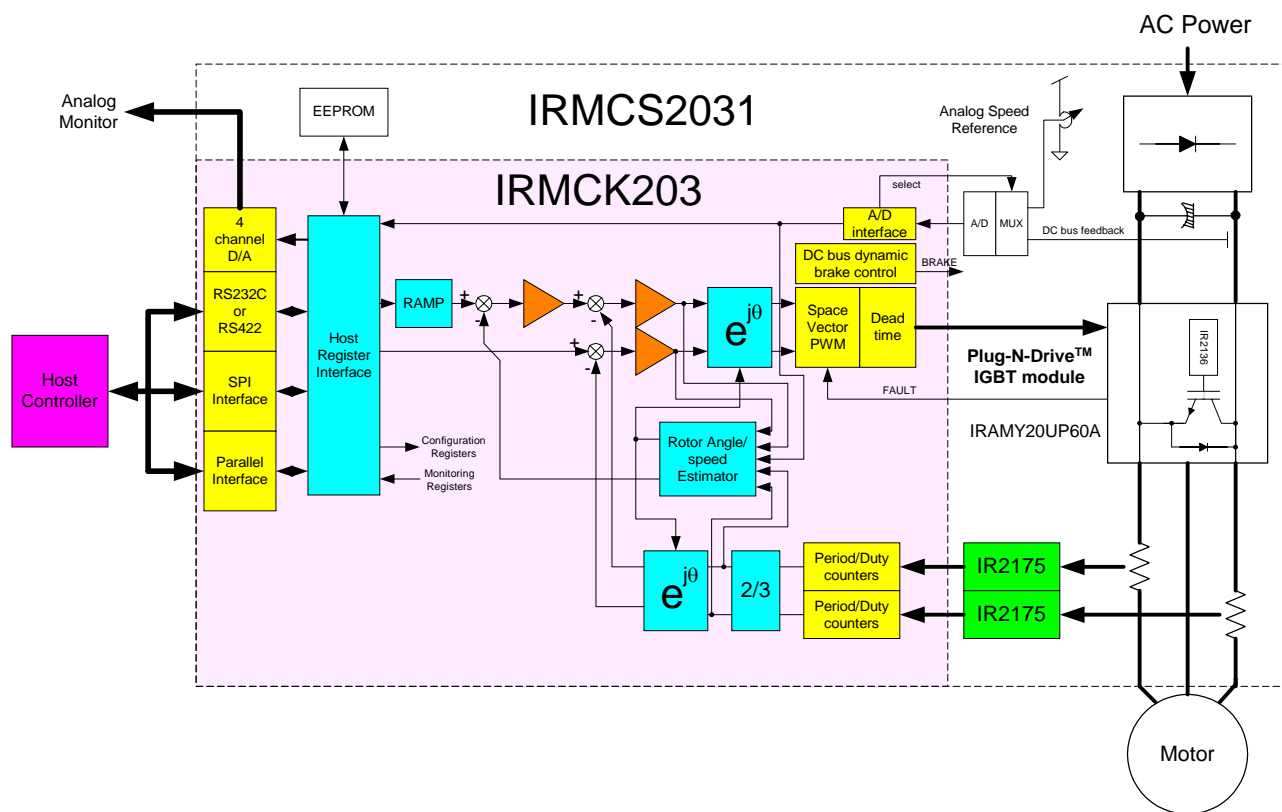 AC Power
Analog
Monitor
EEPROM
IRMCS2031
Analog Speed
Reference
IRMCK203
select
4
channel
D/A
A/D
interface
A/D
MUX
DC bus feedback
DC bus dynamic
brake control
BRAKE
RS232C
or
RS422
RAMP
+
-
+
-
e
jθ
Space
Vector
PWM
Dead
time
IR2136
Host
Register
Interface
+
-
Plug-N-Drive™
IGBT module
Host
Controller
SPI
Interface
FAULT
IRAMY20UP60A
Rotor Angle/
speed
Estimator
Configuration
Registers
Parallel
Interface
Monitoring
Registers
e
jθ
2/3
Period/Duty
counters
IR2175
Period/Duty
counters
IR2175
Motor